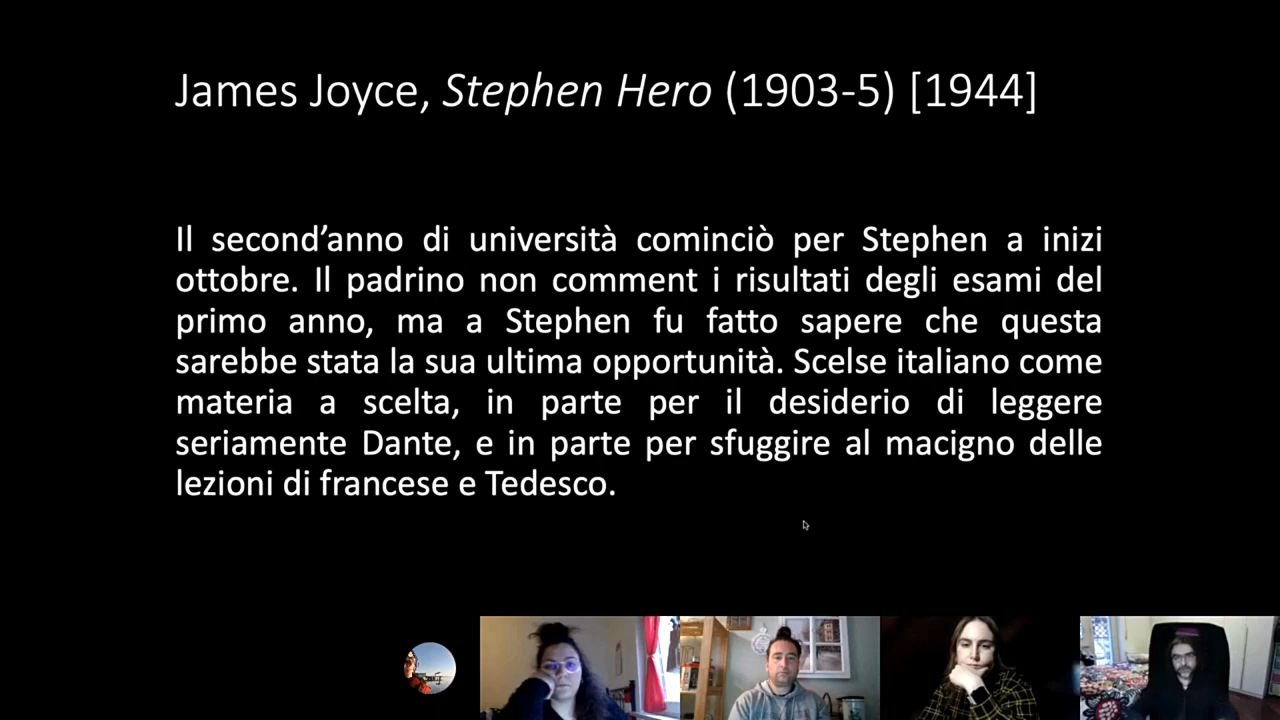 James Joyce, Stephen Hero (1903-5) [1944]
Il second’anno di università cominciò per Stephen a inizi
ottobre. Il padrino non comment i risultati degli esami del
primo anno, ma a Stephen fu fatto sapere che questa
sarebbe stata la sua ultima opportunità. Scelse italiano come
materia a scelta, in parte per il desiderio di leggere
seriamente Dante, e in parte per sfuggire al macigno delle
lezioni di francese e Tedesco.